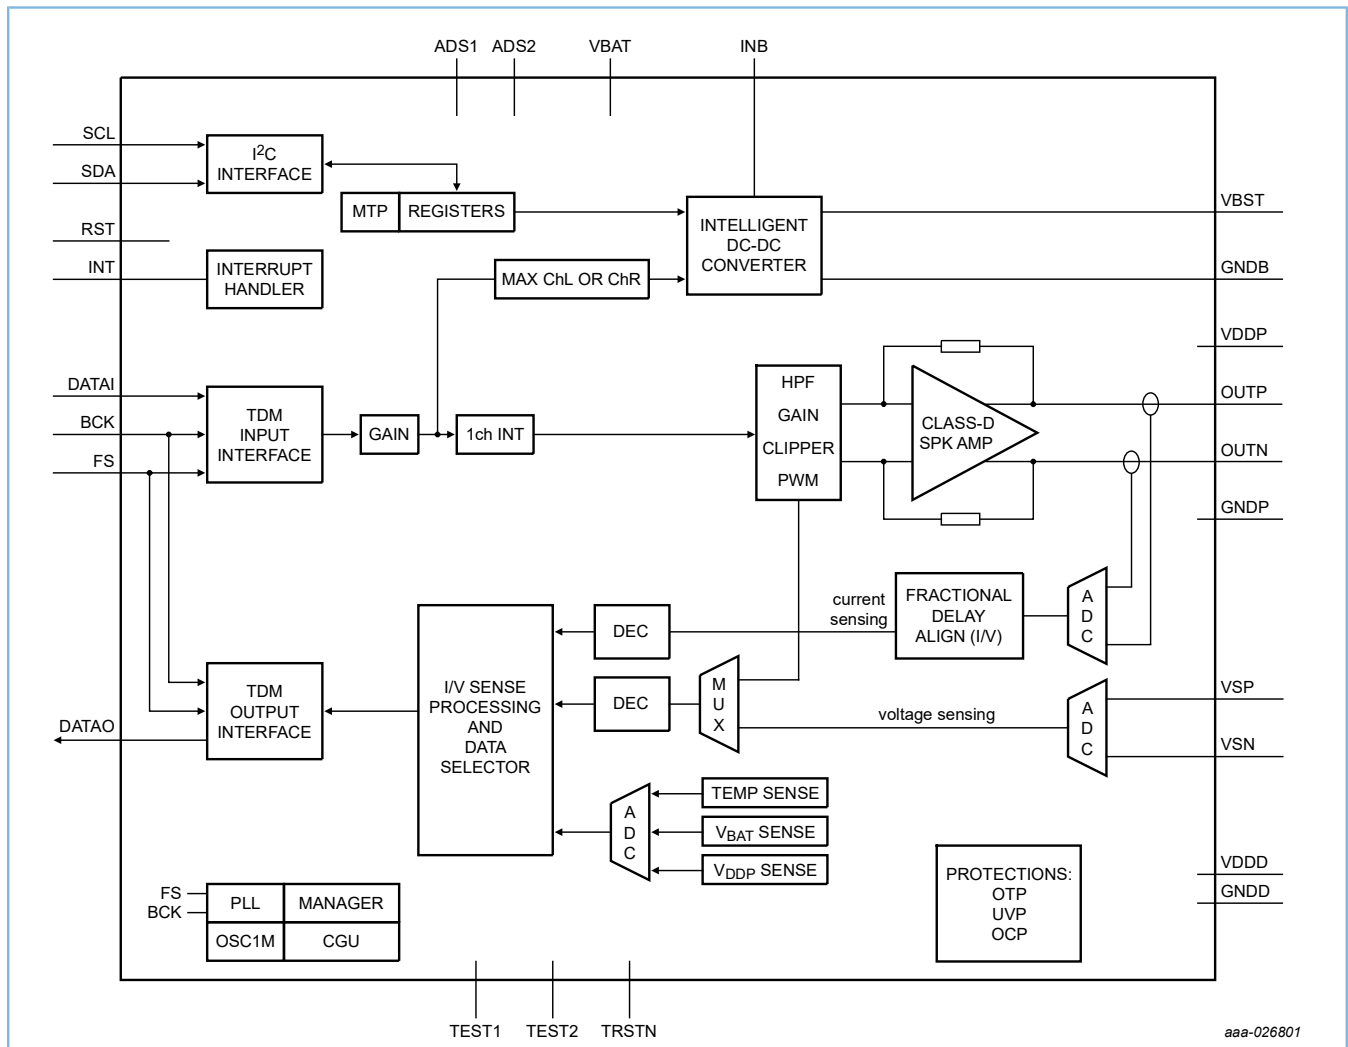 ADS1 ADS2 VBAT INB
SCL
SDA
I2C
INTERFACE
MTP REGISTERS
RST
INT
INTERRUPT
HANDLER
MAX ChL OR ChR
INTELLIGENT
DC-DC
CONVERTER
VBST
GNDB
VDDP
DATAI
BCK
FS
TDM
INPUT
INTERFACE
GAIN
1ch INT
HPF
GAIN
CLIPPER
PWM
CLASS-D
SPK AMP
OUTP
OUTN
GNDP
current
sensing
FRACTIONAL
DELAY
ALIGN (I/V)
A
D
C
DEC
DEC
M
U
X
voltage sensing
A
D
C
VSP
VSN
I/V SENSE
PROCESSING
AND
DATA
SELECTOR
TDM
OUTPUT
INTERFACE
DATAO
A
D
C
TEMP SENSE
VBAT SENSE
VDDP SENSE
PROTECTIONS:
OTP
UVP
OCP
VDDD
GNDD
FS
BCK
PLL MANAGER
OSC1M CGU
TEST1 TEST2 TRSTN
aaa-026801